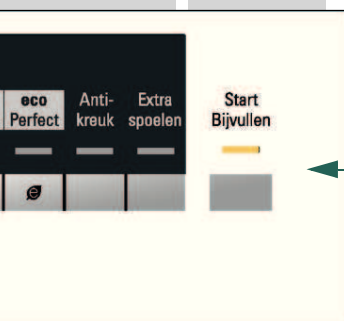 eco
Perfect
Anti-
kreuk
Extra
spoelen
Start
Bijvullen